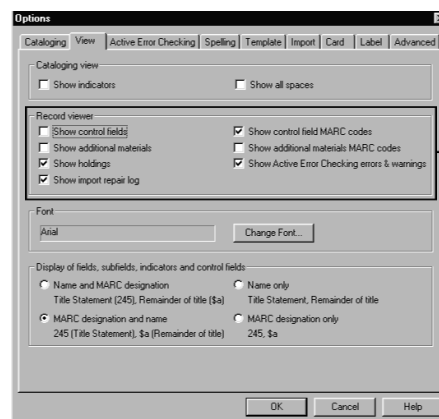 Options
Cataloging View Active Error Checking Spelling Template Import Card Label Advanced
Cataloging view
Show indicators Show all spaces
Record viewer
Show control fields Show control field MARC codes
Show additional materials Show additional materials MARC codes
Show holdings Show Active Error Checking errors & warnings
Show import repair log
Font
Arial Change Font...
Display of fields, subfields, indicators and control fields
Name and MARC designation Name only
Title Statement (245), Remainder of title ($a) Title Statement, Remainder of title
MARC designation and name MARC designation only
245 (Title Statement), $a (Remainder of title) 245, $a
OK Cancel Help